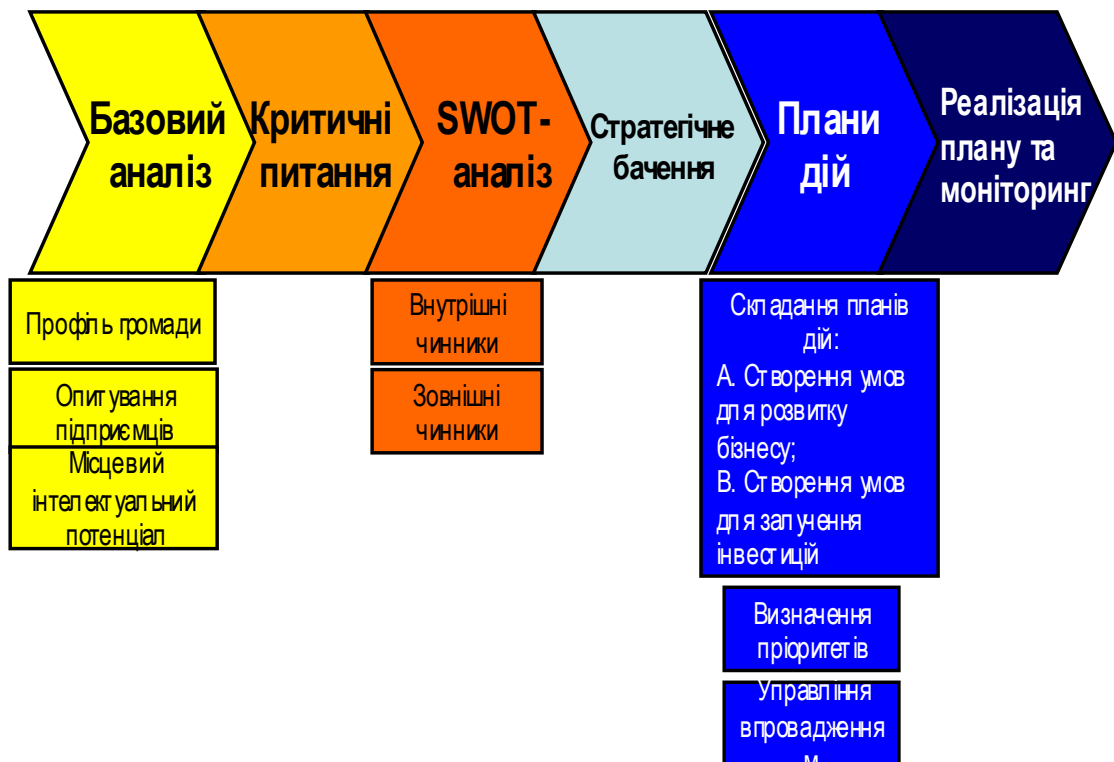 Базовий
аналіз
Критичні
питання
SWOT-
аналіз
Стратегічне
бачення
Плани
дій
Реалізація
плану та
моніторинг
Профіль громади
Опитування
підприємців
Місцевий
інтелектуальний
потенціал
Внутрішні
чинники
Зовнішні
чинники
Складання планів
дій:
А. Створення умов
для розвитку
бізнесу;
В. Створення умов
для залучення
інвестицій
Визначення
пріоритетів
Управління
впровадження
м